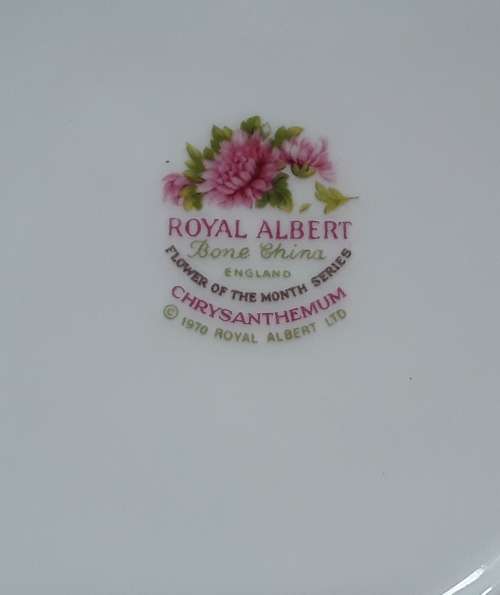 ROYAL ALBERT
Bone China
ENGLAND
FLOWER OF THE MONTH SERIES
CHRYSANTHEMUM
© 1970 ROYAL ALBERT LTD